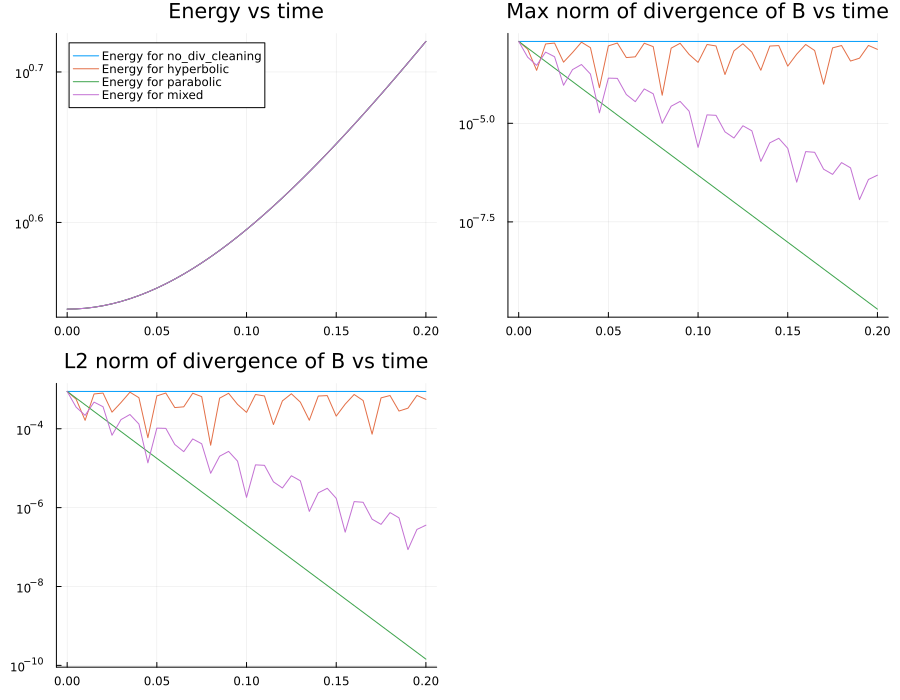 Energy vs time
Energy for no_div_cleaning
Energy for hyperbolic
Energy for parabolic
Energy for mixed
10^0.7
10^0.6
0.00 0.05 0.10 0.15 0.20
Max norm of divergence of B vs time
10^−5.0
10^−7.5
0.00 0.05 0.10 0.15 0.20
L2 norm of divergence of B vs time
10^−4
10^−6
10^−8
10^−10
0.00 0.05 0.10 0.15 0.20